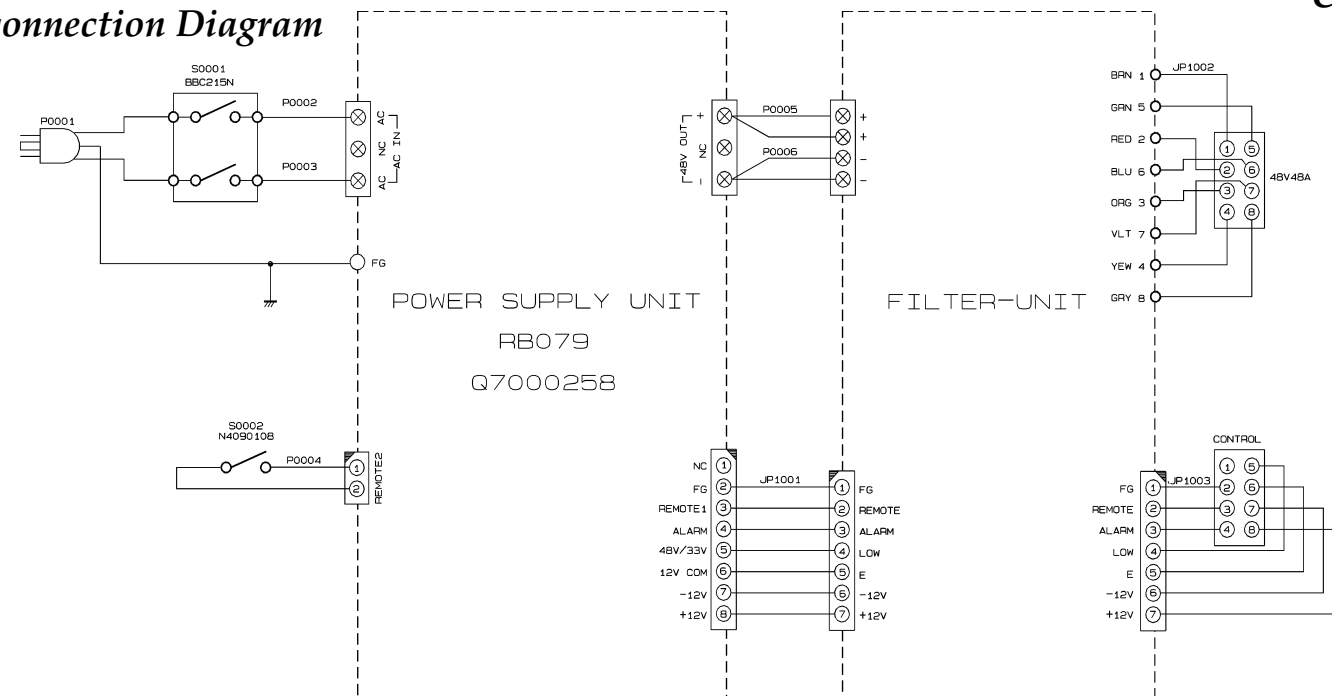 onnection Diagram
C
S0001
BBC215N
P0001
P0002
P0003
AC
NC
AC
AC IN
FG
48V OUT
+
NC
-
P0005
P0006
+
+
-
-
BRN 1
GRN 5
RED 2
BLU 6
ORG 3
VLT 7
YEW 4
GRY 8
JP1002
1 5
2 6
3 7
4 8
48V48A
POWER SUPPLY UNIT
RB079
Q7000258
FILTER-UNIT
S0002
N4090108
P0004
1
2
REMOTE2
NC 1
FG 2
REMOTE1 3
ALARM 4
48V/33V 5
12V COM 6
-12V 7
+12V 8
JP1001
1 FG
2 REMOTE
3 ALARM
4 LOW
5 E
6 -12V
7 +12V
FG 1
REMOTE 2
ALARM 3
LOW 4
E 5
-12V 6
+12V 7
JP1003
CONTROL
1 5
2 6
3 7
4 8